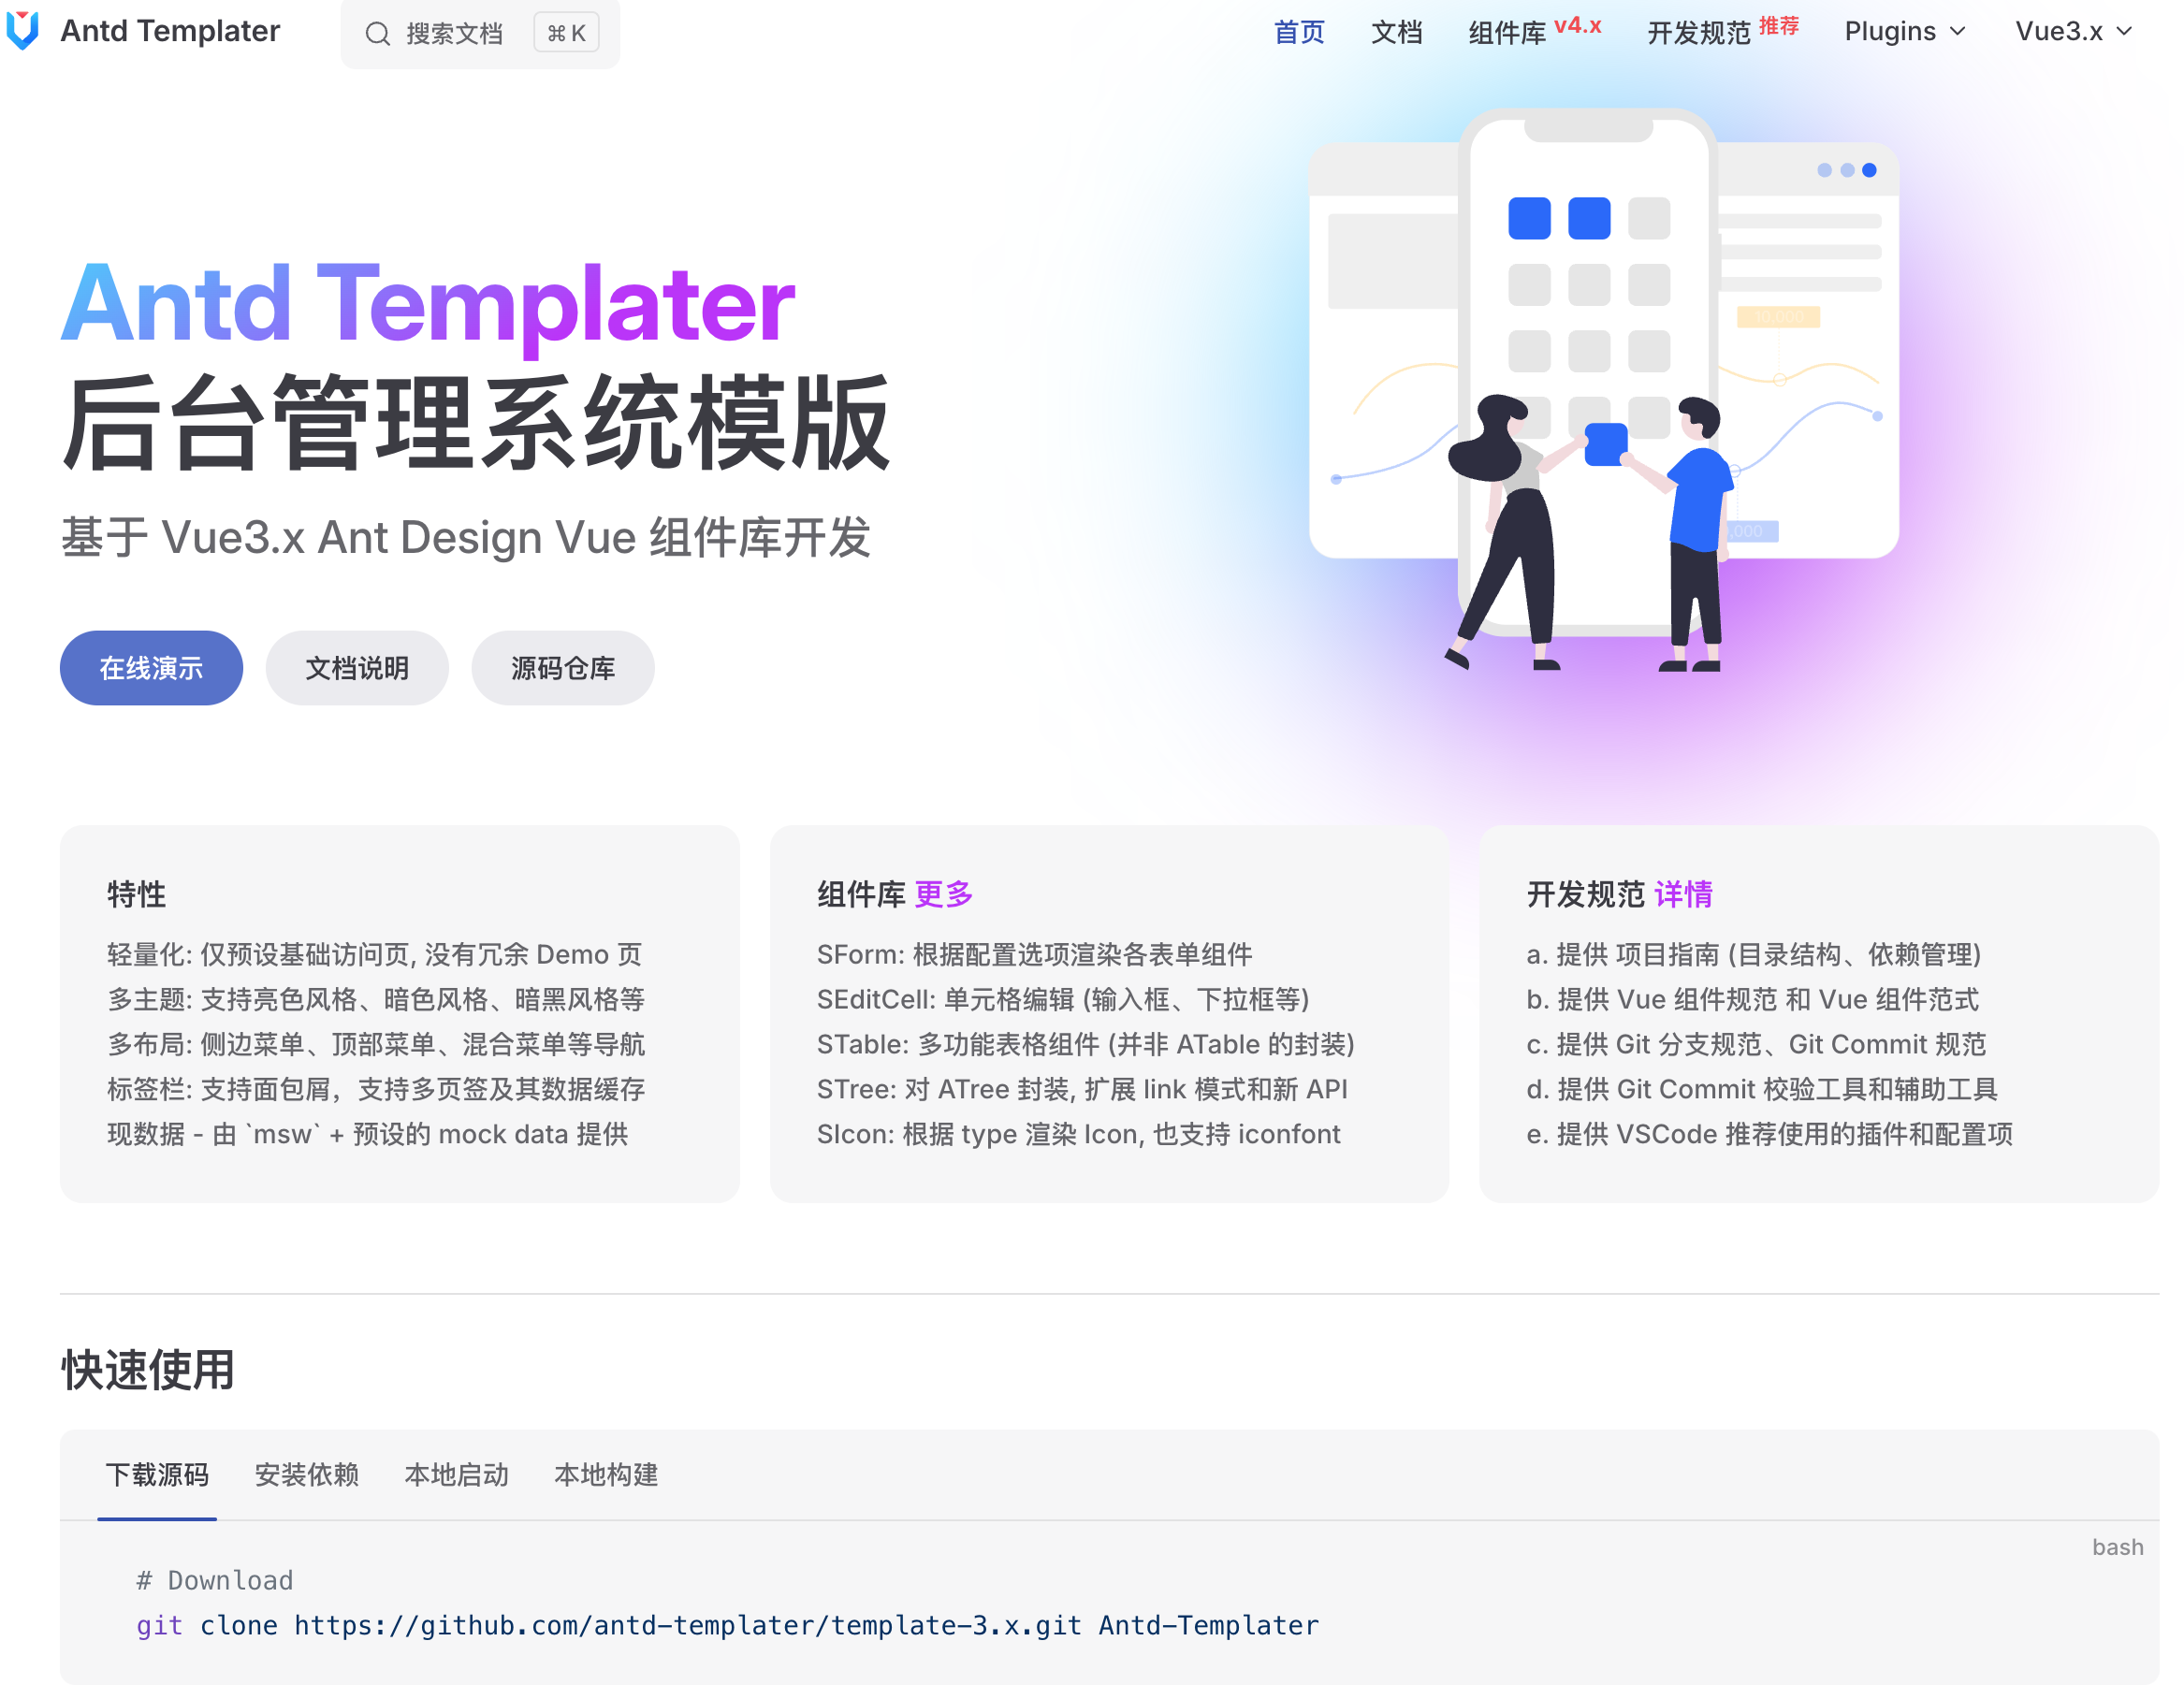 Antd Templater
搜索文档 ⌘ K
首页 文档 组件库 v4.x 开发规范 推荐 Plugins Vue3.x
Antd Templater
后台管理系统模版
基于 Vue3.x Ant Design Vue 组件库开发
在线演示 文档说明 源码仓库
10,000
,000
特性
轻量化: 仅预设基础访问页, 没有冗余 Demo 页
多主题: 支持亮色风格、暗色风格、暗黑风格等
多布局: 侧边菜单、顶部菜单、混合菜单等导航
标签栏: 支持面包屑，支持多页签及其数据缓存
现数据 - 由 `msw` + 预设的 mock data 提供
组件库 更多
SForm: 根据配置选项渲染各表单组件
SEditCell: 单元格编辑 (输入框、下拉框等)
STable: 多功能表格组件 (并非 ATable 的封装)
STree: 对 ATree 封装, 扩展 link 模式和新 API
SIcon: 根据 type 渲染 Icon, 也支持 iconfont
开发规范 详情
a. 提供 项目指南 (目录结构、依赖管理)
b. 提供 Vue 组件规范 和 Vue 组件范式
c. 提供 Git 分支规范、Git Commit 规范
d. 提供 Git Commit 校验工具和辅助工具
e. 提供 VSCode 推荐使用的插件和配置项
快速使用
下载源码 安装依赖 本地启动 本地构建
bash
# Download
git clone https://github.com/antd-templater/template-3.x.git Antd-Templater